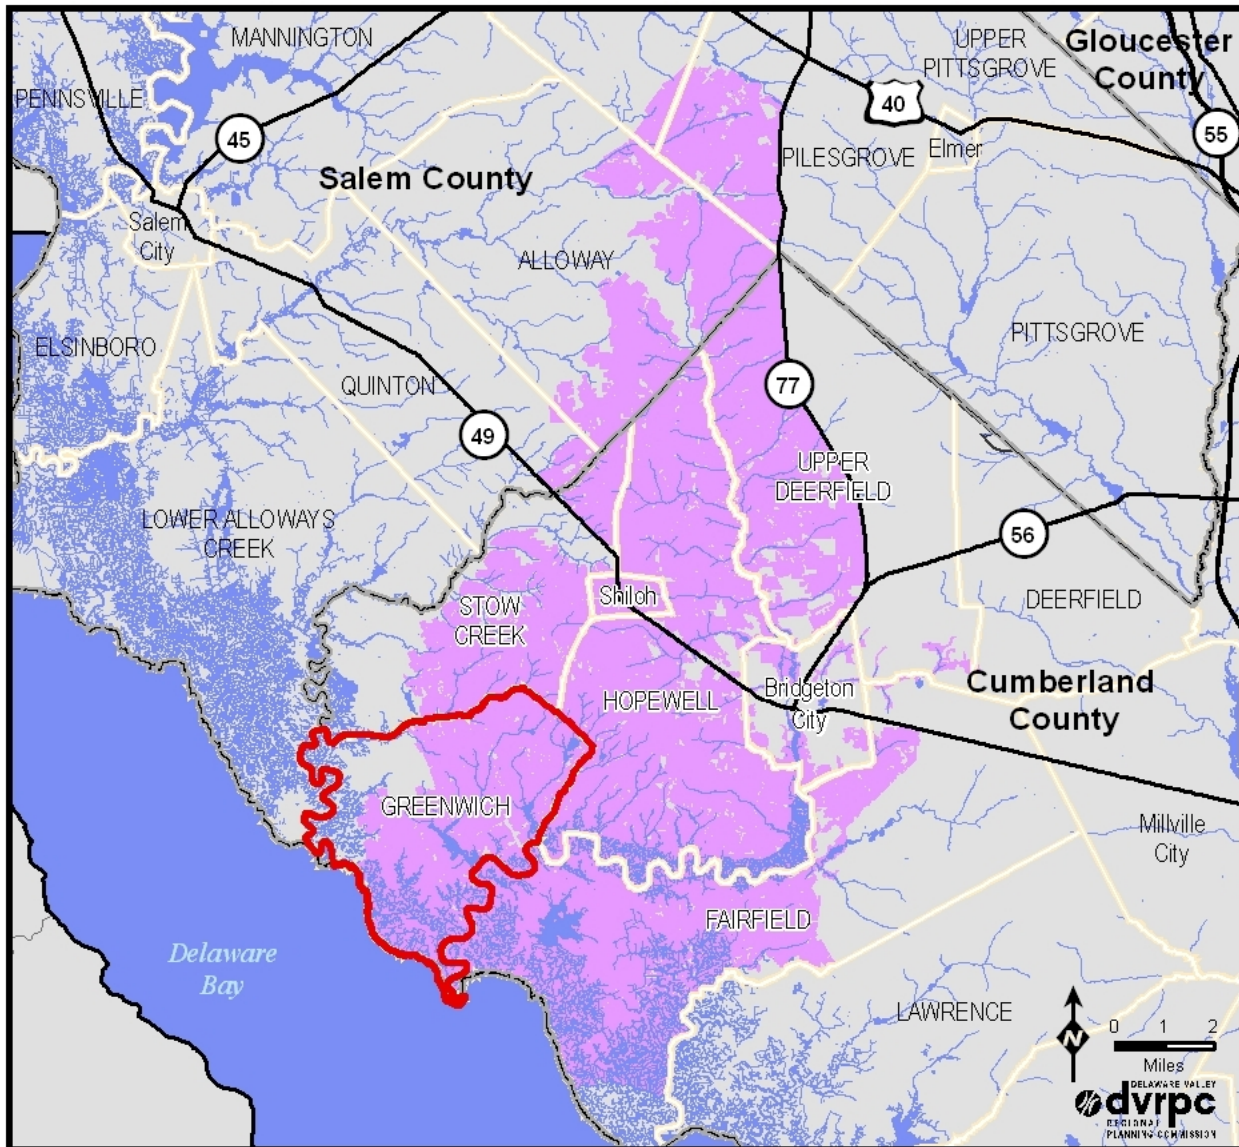 MANNINGTON
UPPER
PITTSGROVE
Gloucester
County
PENNSVILLE
40
45
55
PILESGROVE
Elmer
Salem County
Salem
City
ALLOWAY
ELSINBORO
PITTSGROVE
QUINTON
77
49
UPPER
DEERFIELD
LOWER ALLOWAYS
CREEK
56
STOW
CREEK
Shiloh
DEERFIELD
HOPEWELL
Bridgeton
City
Cumberland
County
GREENWICH
Millville
City
FAIRFIELD
Delaware
Bay
LAWRENCE
N
0 1 2
Miles
DELAWARE VALLEY
dvrpc
REGIONAL
PLANNING COMMISSION